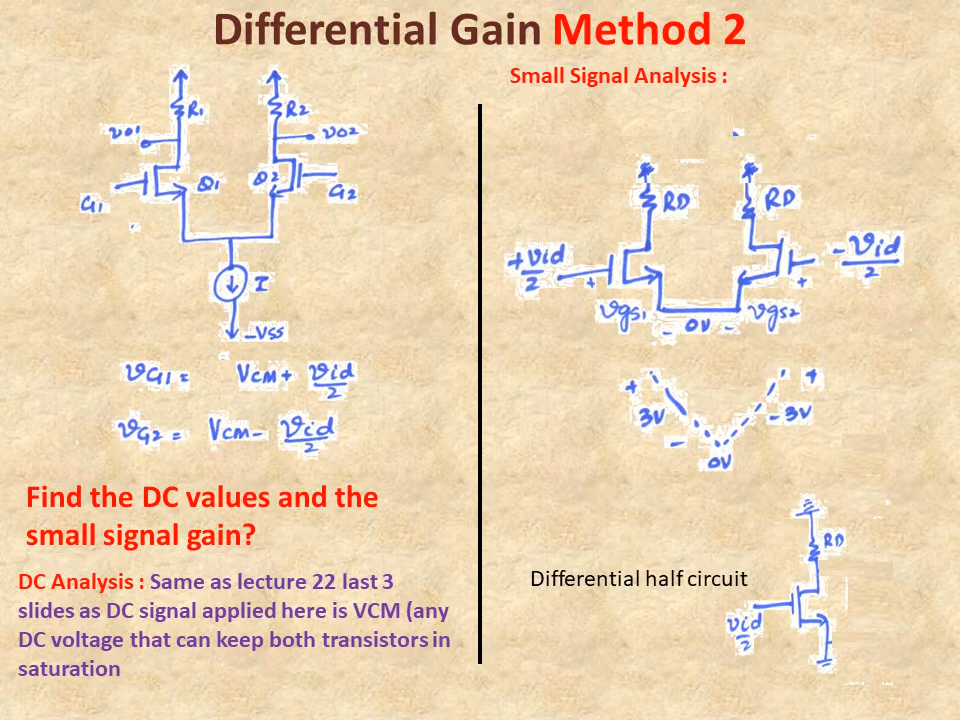 Differential Gain Method 2
Small Signal Analysis :
R1
R2
vo1
vo2
Q1
Q2
G1
G2
I
-VSS
vG1 = VCM + vid/2
vG2 = VCM - vid/2
Find the DC values and the
small signal gain?
DC Analysis : Same as lecture 22 last 3
slides as DC signal applied here is VCM (any
DC voltage that can keep both transistors in
saturation
RD
RD
+vid/2
-vid/2
+
+
vgs1
- 0V -
vgs2
+
+
3V
- 3V
-
0V
RD
Differential half circuit
vid/2